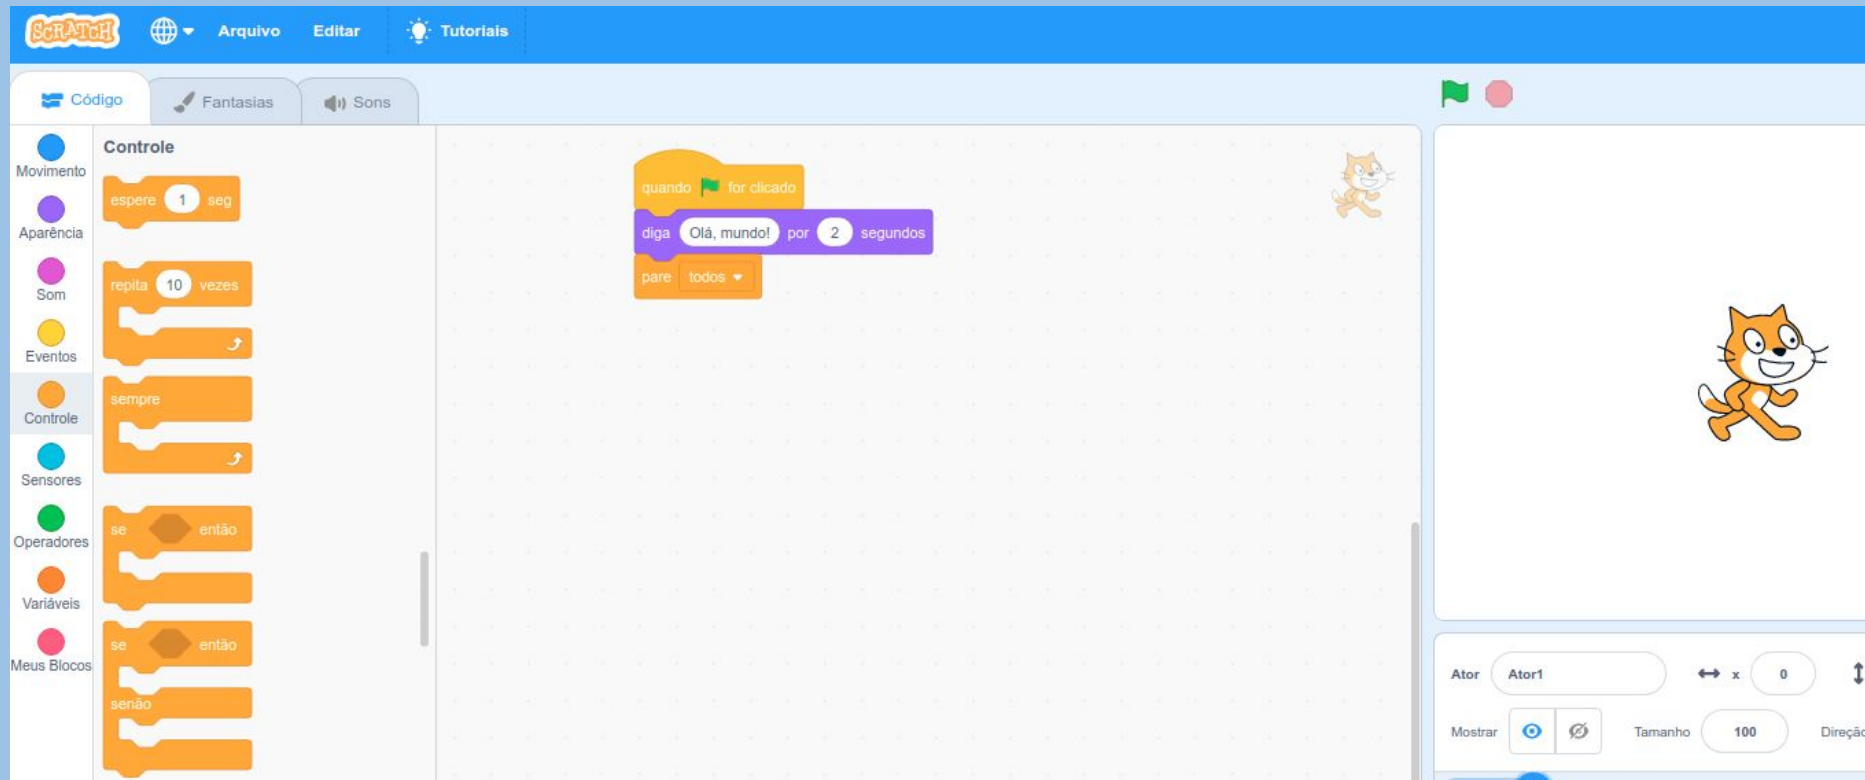 SCRATCH Arquivo Editar Tutoriais
Código Fantasias Sons
Movimento
Aparência
Som
Eventos
Controle
Sensores
Operadores
Variáveis
Meus Blocos
Controle
espere 1 seg
repita 10 vezes
sempre
se então
se então
senão
quando for clicado
diga Olá, mundo! por 2 segundos
pare todos
Ator Ator1 x 0
Mostrar Tamanho 100 Direção